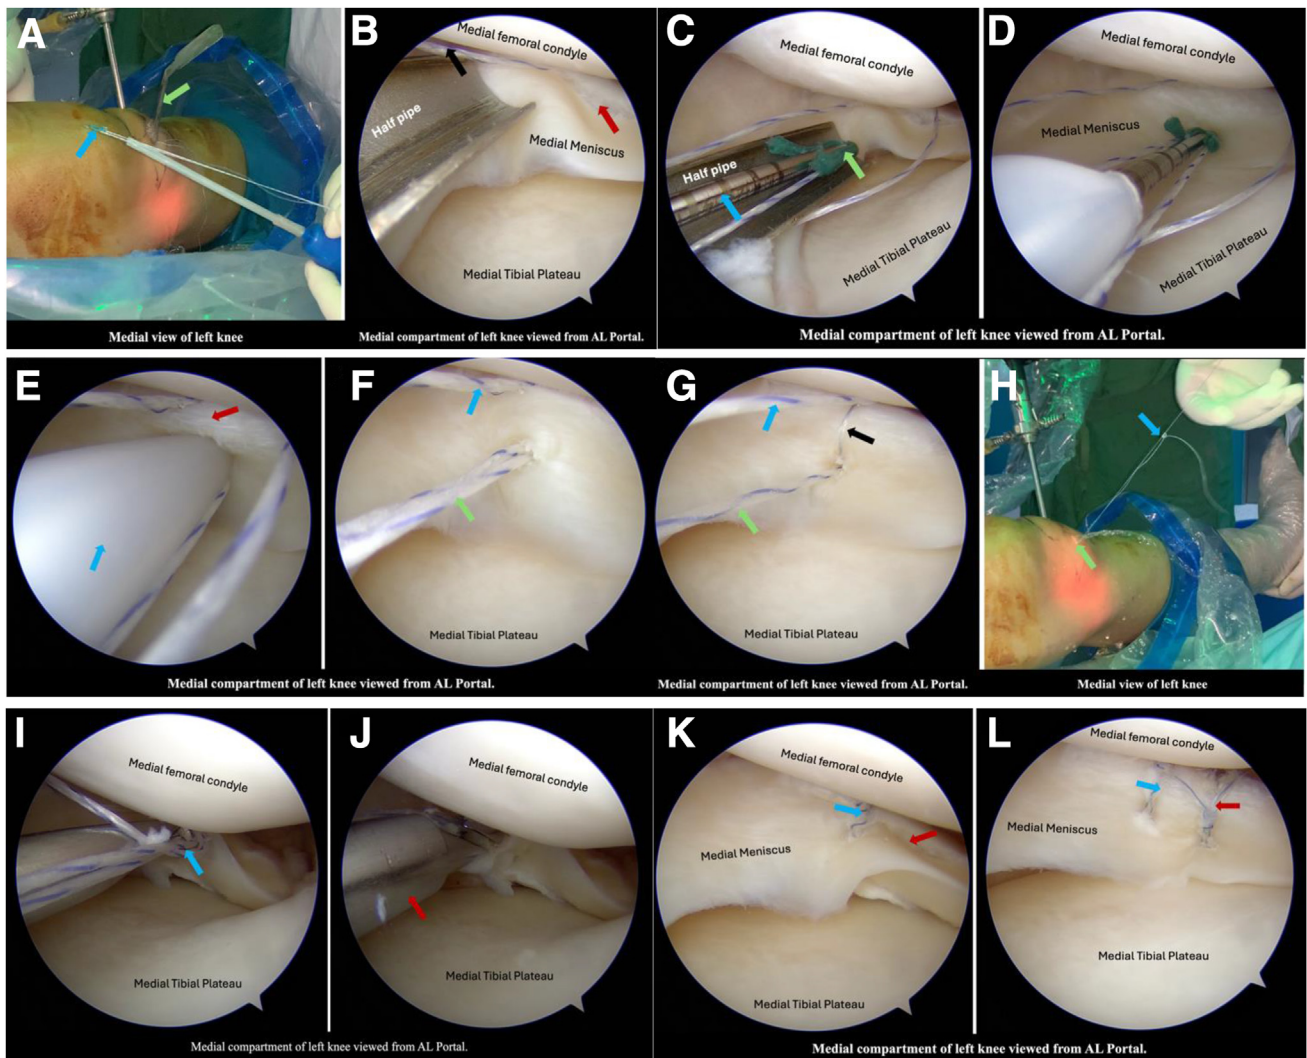 A
B
C
D
Medial femoral condyle
Half pipe
Medial Meniscus
Medial Tibial Plateau
Medial femoral condyle
Half pipe
Medial Tibial Plateau
Medial femoral condyle
Medial Meniscus
Medial Tibial Plateau
Medial view of left knee
Medial compartment of left knee viewed from AL Portal.
Medial compartment of left knee viewed from AL Portal.
E
F
G
H
Medial Tibial Plateau
Medial Tibial Plateau
Medial compartment of left knee viewed from AL Portal.
Medial compartment of left knee viewed from AL Portal.
Medial view of left knee
I
J
K
L
Medial femoral condyle
Medial Tibial Plateau
Medial femoral condyle
Medial Tibial Plateau
Medial femoral condyle
Medial Meniscus
Medial Tibial Plateau
Medial femoral condyle
Medial Meniscus
Medial Tibial Plateau
Medial compartment of left knee viewed from AL Portal.
Medial compartment of left knee viewed from AL Portal.